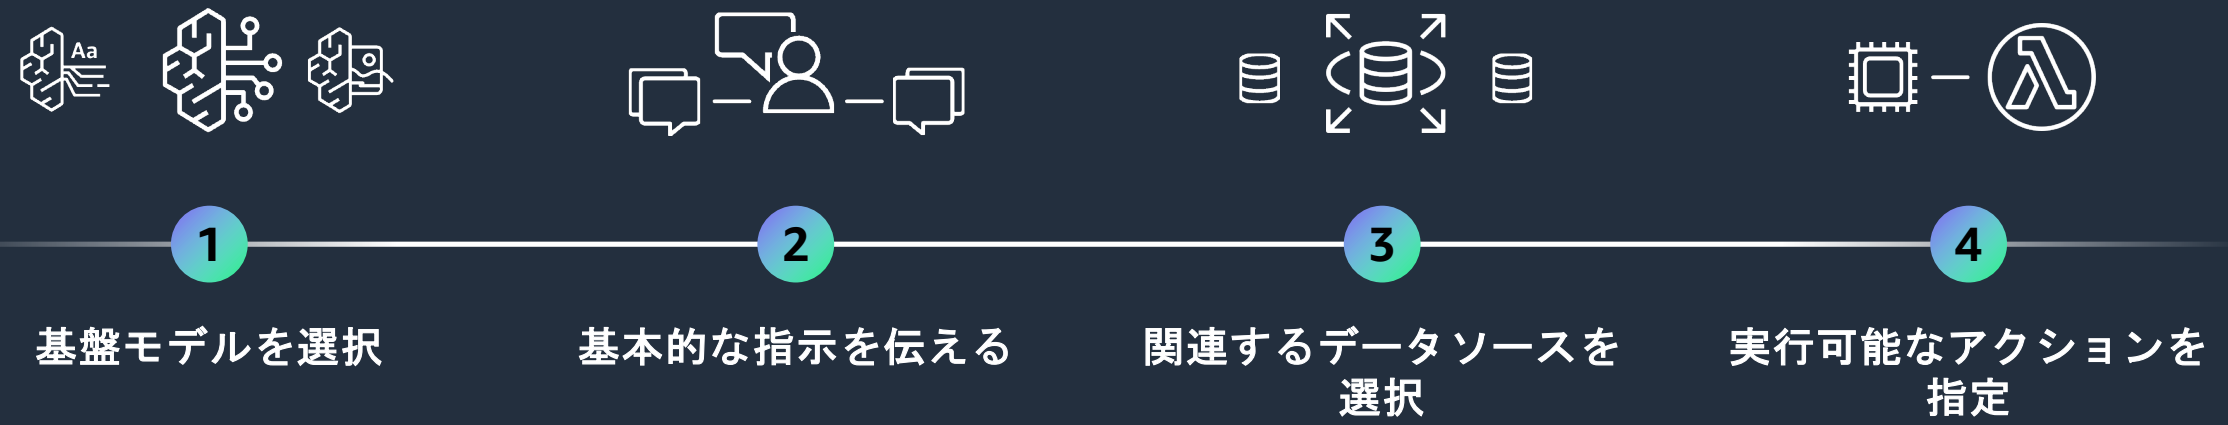 Aa
1
2
3
4
基盤モデルを選択
基本的な指示を伝える
関連するデータソースを
選択
実行可能なアクションを
指定